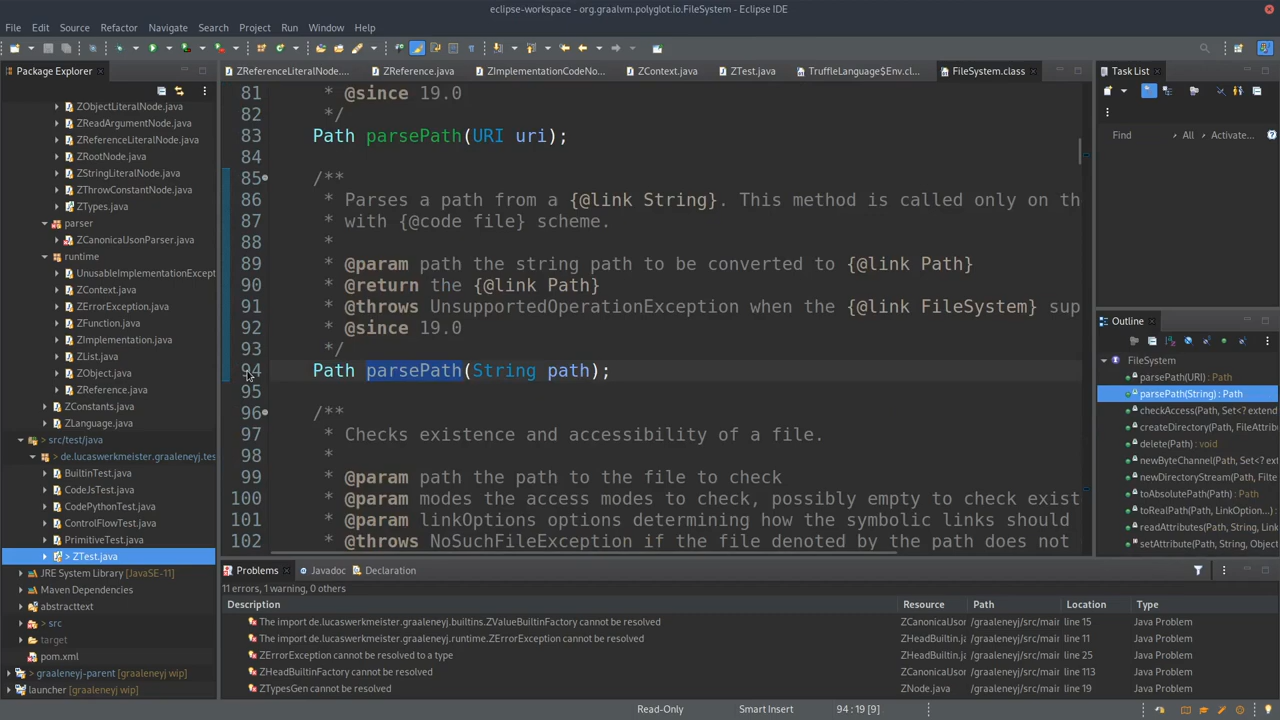 eclipse-workspace - org.graalvm.polyglot.io.FileSystem - Eclipse IDE
File Edit Source Refactor Navigate Search Project Run Window Help
Package Explorer
ZObjectLiteralNode.java
ZReadArgumentNode.java
ZReferenceLiteralNode.java
ZRootNode.java
ZStringLiteralNode.java
ZThrowConstantNode.java
ZTypes.java
parser
ZCanonicalJsonParser.java
runtime
UnusableImplementationExcept
ZContext.java
ZErrorException.java
ZFunction.java
ZImplementation.java
ZList.java
ZObject.java
ZReference.java
ZConstants.java
ZLanguage.java
src/test/java
de.lucaswerkmeister.graaleneyj.tes
BuiltinTest.java
CodeJsTest.java
CodePythonTest.java
ControlFlowTest.java
PrimitiveTest.java
> ZTest.java
JRE System Library [JavaSE-11]
Maven Dependencies
abstracttext
> src
target
pom.xml
> graaleneyj-parent [graaleneyj wip]
launcher [graaleneyj wip]
ZReferenceLiteralNode.... ZReference.java ZImplementationCodeNo... ZContext.java ZTest.java TruffleLanguage$Env.cl... FileSystem.class
81 * @since 19.0
82 */
83 Path parsePath(URI uri);
84
85 /**
86 * Parses a path from a {@link String}. This method is called only on th
87 * with {@code file} scheme.
88 *
89 * @param path the string path to be converted to {@link Path}
90 * @return the {@link Path}
91 * @throws UnsupportedOperationException when the {@link FileSystem} sup
92 * @since 19.0
93 */
94 Path parsePath(String path);
95
96 /**
97 * Checks existence and accessibility of a file.
98 *
99 * @param path the path to the file to check
100 * @param modes the access modes to check, possibly empty to check exist
101 * @param linkOptions options determining how the symbolic links should
102 * @throws NoSuchFileException if the file denoted by the path does not
Task List
Find All Activate...
Outline
FileSystem
parsePath(URI) : Path
parsePath(String) : Path
checkAccess(Path, Set<? extend
createDirectory(Path, FileAttrib
delete(Path) : void
newByteChannel(Path, Set<? e
newDirectoryStream(Path, Filte
toAbsolutePath(Path) : Path
toRealPath(Path, LinkOption...)
readAttributes(Path, String, Link
setAttribute(Path, String, Object
Problems Javadoc Declaration
11 errors, 1 warning, 0 others
Description Resource Path Location Type
The import de.lucaswerkmeister.graaleneyj.builtins.ZValueBuiltinFactory cannot be resolved ZCanonicalJsor /graaleneyj/src/main line 15 Java Problem
The import de.lucaswerkmeister.graaleneyj.runtime.ZErrorException cannot be resolved ZHeadBuiltin.ja /graaleneyj/src/main line 11 Java Problem
ZErrorException cannot be resolved to a type ZHeadBuiltin.ja /graaleneyj/src/main line 25 Java Problem
ZHeadBuiltinFactory cannot be resolved ZCanonicalJsor /graaleneyj/src/main line 113 Java Problem
ZTypesGen cannot be resolved ZNode.java /graaleneyj/src/main line 19 Java Problem
Read-Only Smart Insert 94 : 19 [9]